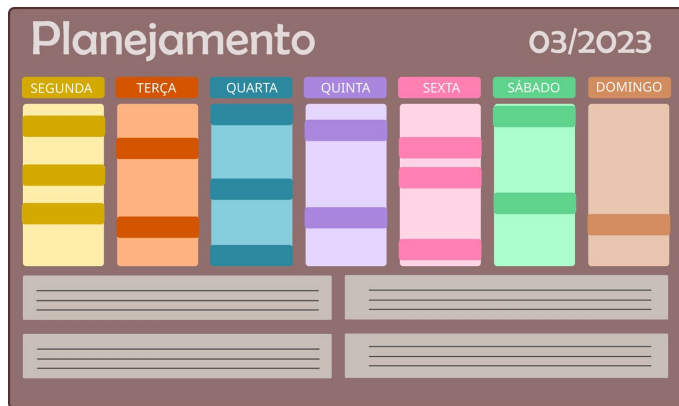 Planejamento 03/2023
SEGUNDA TERÇA QUARTA QUINTA SEXTA SÁBADO DOMINGO